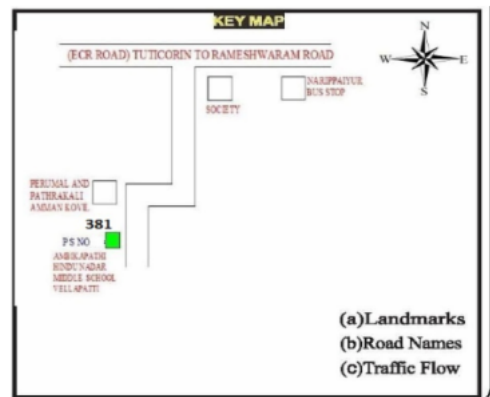 KEY MAP
N
(ECR ROAD) TUTICORIN TO RAMESHWARAM ROAD
W
E
S
NARIPPAIYUR
BUS STOP
SOCIETY
PERUMAL AND
PATHRAKALI
AMMAN KOVIL
381
PS NO
AMBIKAPATHI
HINDU NADAR
MIDDLE SCHOOL
VELLAPATTI
(a)Landmarks
(b)Road Names
(c)Traffic Flow